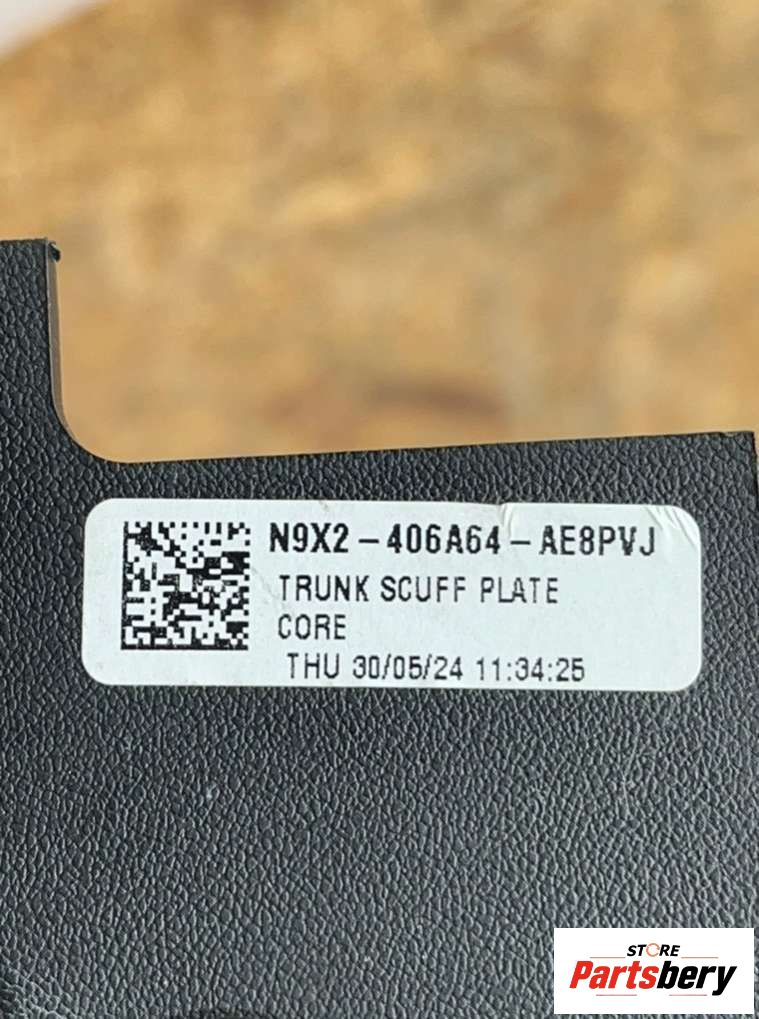 N9X2-406A64-AE8PVJ
TRUNK SCUFF PLATE
CORE
THU 30/05/24 11:34:25
STORE
Partsbery